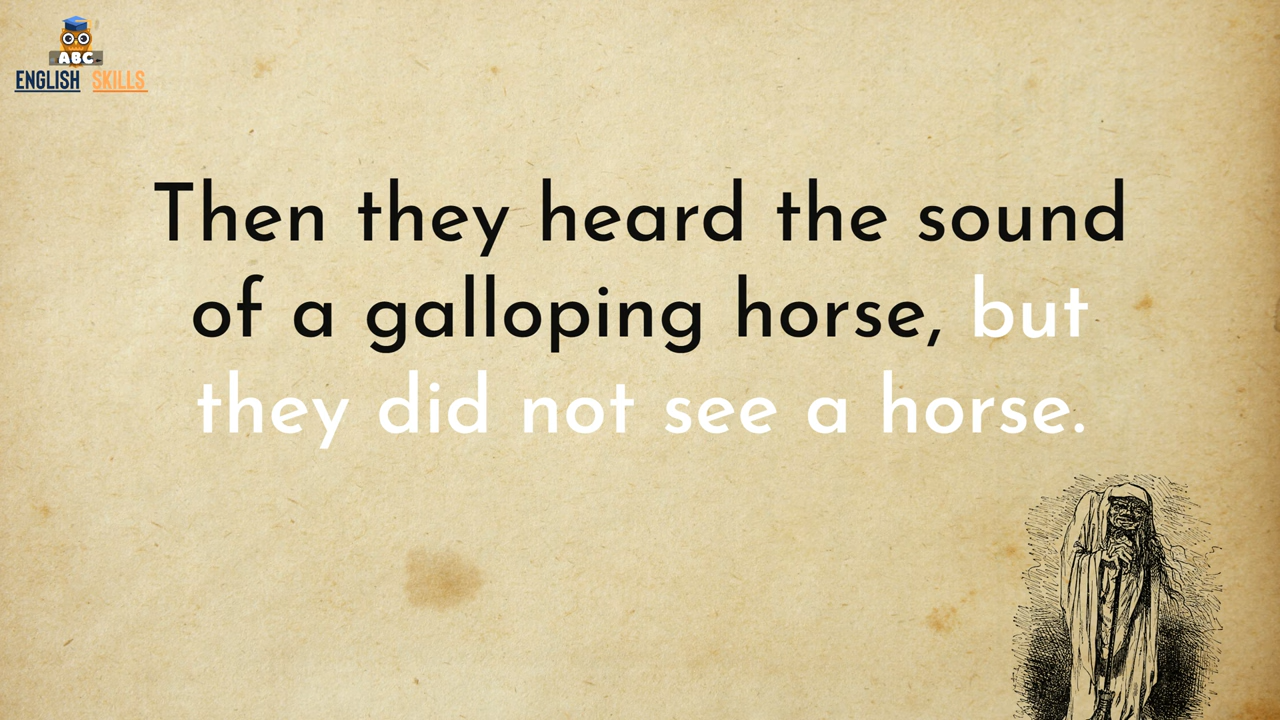 ABC
ENGLISH SKILLS
Then they heard the sound
of a galloping horse, but
they did not see a horse.